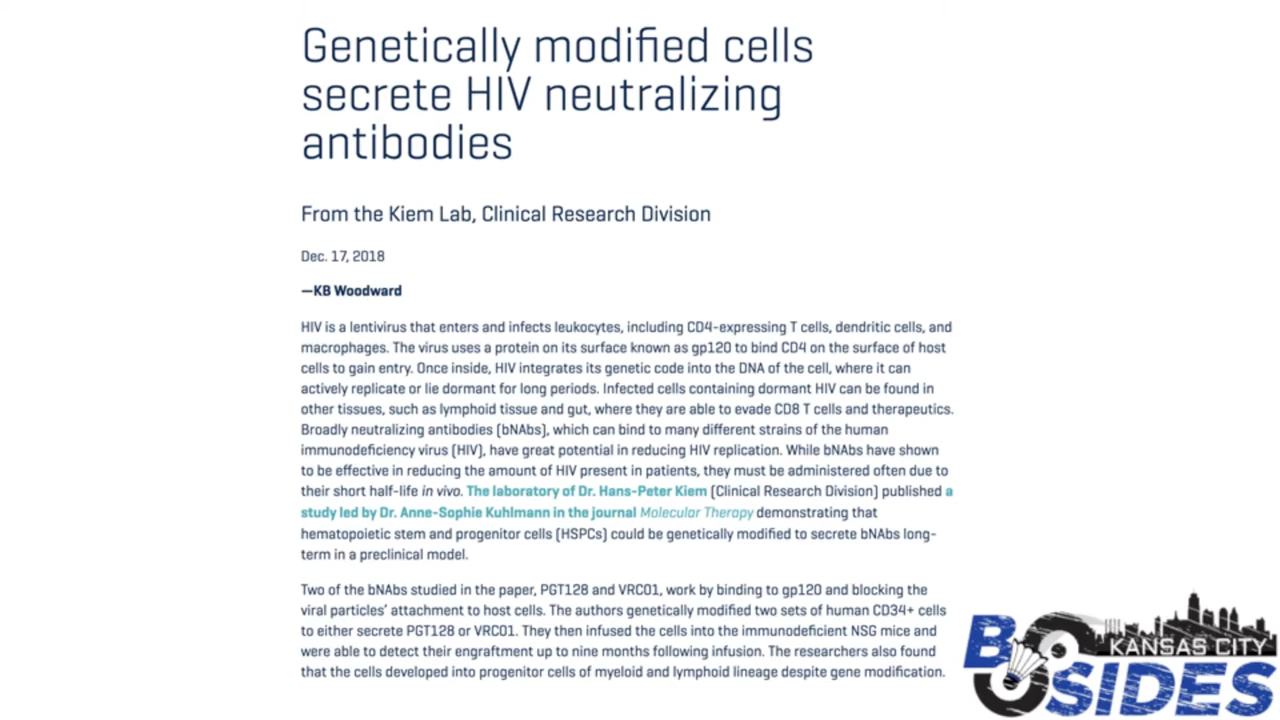 Genetically modified cells
secrete HIV neutralizing
antibodies
From the Kiem Lab, Clinical Research Division
Dec. 17, 2018
—KB Woodward
HIV is a lentivirus that enters and infects leukocytes, including CD4-expressing T cells, dendritic cells, and
macrophages. The virus uses a protein on its surface known as gp120 to bind CD4 on the surface of host
cells to gain entry. Once inside, HIV integrates its genetic code into the DNA of the cell, where it can
actively replicate or lie dormant for long periods. Infected cells containing dormant HIV can be found in
other tissues, such as lymphoid tissue and gut, where they are able to evade CD8 T cells and therapeutics.
Broadly neutralizing antibodies (bNAbs), which can bind to many different strains of the human
immunodeficiency virus (HIV), have great potential in reducing HIV replication. While bNAbs have shown
to be effective in reducing the amount of HIV present in patients, they must be administered often due to
their short half-life in vivo. The laboratory of Dr. Hans-Peter Kiem (Clinical Research Division) published a
study led by Dr. Anne-Sophie Kuhlmann in the journal Molecular Therapy demonstrating that
hematopoietic stem and progenitor cells (HSPCs) could be genetically modified to secrete bNAbs long-
term in a preclinical model.
Two of the bNAbs studied in the paper, PGT128 and VRC01, work by binding to gp120 and blocking the
viral particles' attachment to host cells. The authors genetically modified two sets of human CD34+ cells
to either secrete PGT128 or VRC01. They then infused the cells into the immunodeficient NSG mice and
were able to detect their engraftment up to nine months following infusion. The researchers also found
that the cells developed into progenitor cells of myeloid and lymphoid lineage despite gene modification.
KANSAS CITY
BSIDES